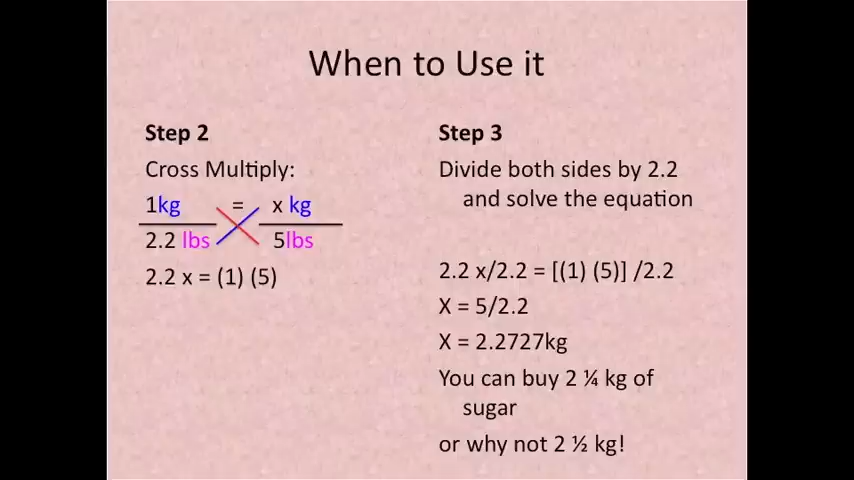 When to Use it
Step 2
Cross Multiply:
1kg = x kg
2.2 lbs 5lbs
2.2 x = (1) (5)
Step 3
Divide both sides by 2.2
and solve the equation
2.2 x/2.2 = [(1) (5)] /2.2
X = 5/2.2
X = 2.2727kg
You can buy 2 ¼ kg of
sugar
or why not 2 ½ kg!